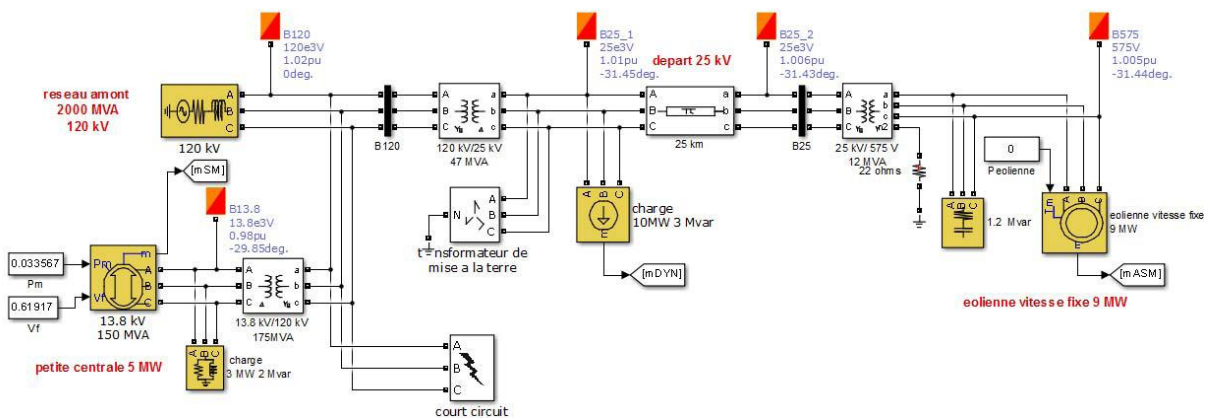 B120
120e3V
1.02pu
0deg.
B25_1
25e3V
1.01pu
-31.45deg.
depart 25 kV
B25_2
25e3V
1.006pu
-31.43deg.
B575
575V
1.005pu
-31.44deg.
reseau amont
2000 MVA
120 kV
A
B
C
120 kV
B120
A
B
C
a
b
c
120 kV/25 kV
47 MVA
A
B
C
a
b
c
25 km
B25
A
B
C
a
b
c
n2
25 kV/ 575 V
12 MVA
22 ohms
[mSM]
B13.8
13.8e3V
0.98pu
-29.85deg.
N
A
B
C
mise a la terre
A
B
C
m
charge
10MW 3 Mvar
[mDYN]
A
B
C
1.2 Mvar
0
Peolienne
Tm
A
B
C
m
eolienne vitesse fixe
9 MW
[mASM]
eolienne vitesse fixe 9 MW
0.033567
Pm
0.61917
Vf
Pm
Vf
m
A
B
C
13.8 kV
150 MVA
A
B
C
a
b
c
13.8 kV/120 kV
175MVA
petite centrale 5 MW
A
B
C
charge
3 MW 2 Mvar
A
B
C
court circuit